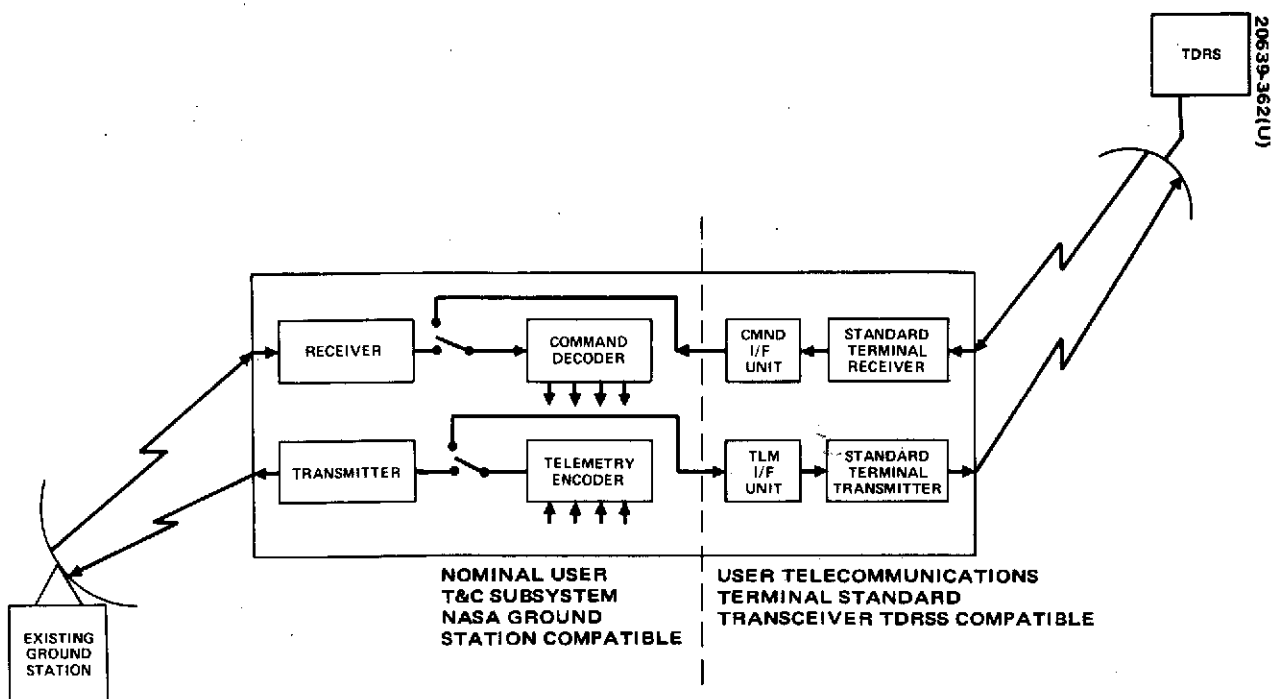 TDRS
20639-362(U)
RECEIVER
COMMAND
DECODER
CMND
I/F
UNIT
STANDARD
TERMINAL
RECEIVER
TRANSMITTER
TELEMETRY
ENCODER
TLM
I/F
UNIT
STANDARD
TERMINAL
TRANSMITTER
NOMINAL USER
T&C SUBSYSTEM
NASA GROUND
STATION COMPATIBLE
USER TELECOMMUNICATIONS
TERMINAL STANDARD
TRANSCEIVER TDRSS COMPATIBLE
EXISTING
GROUND
STATION